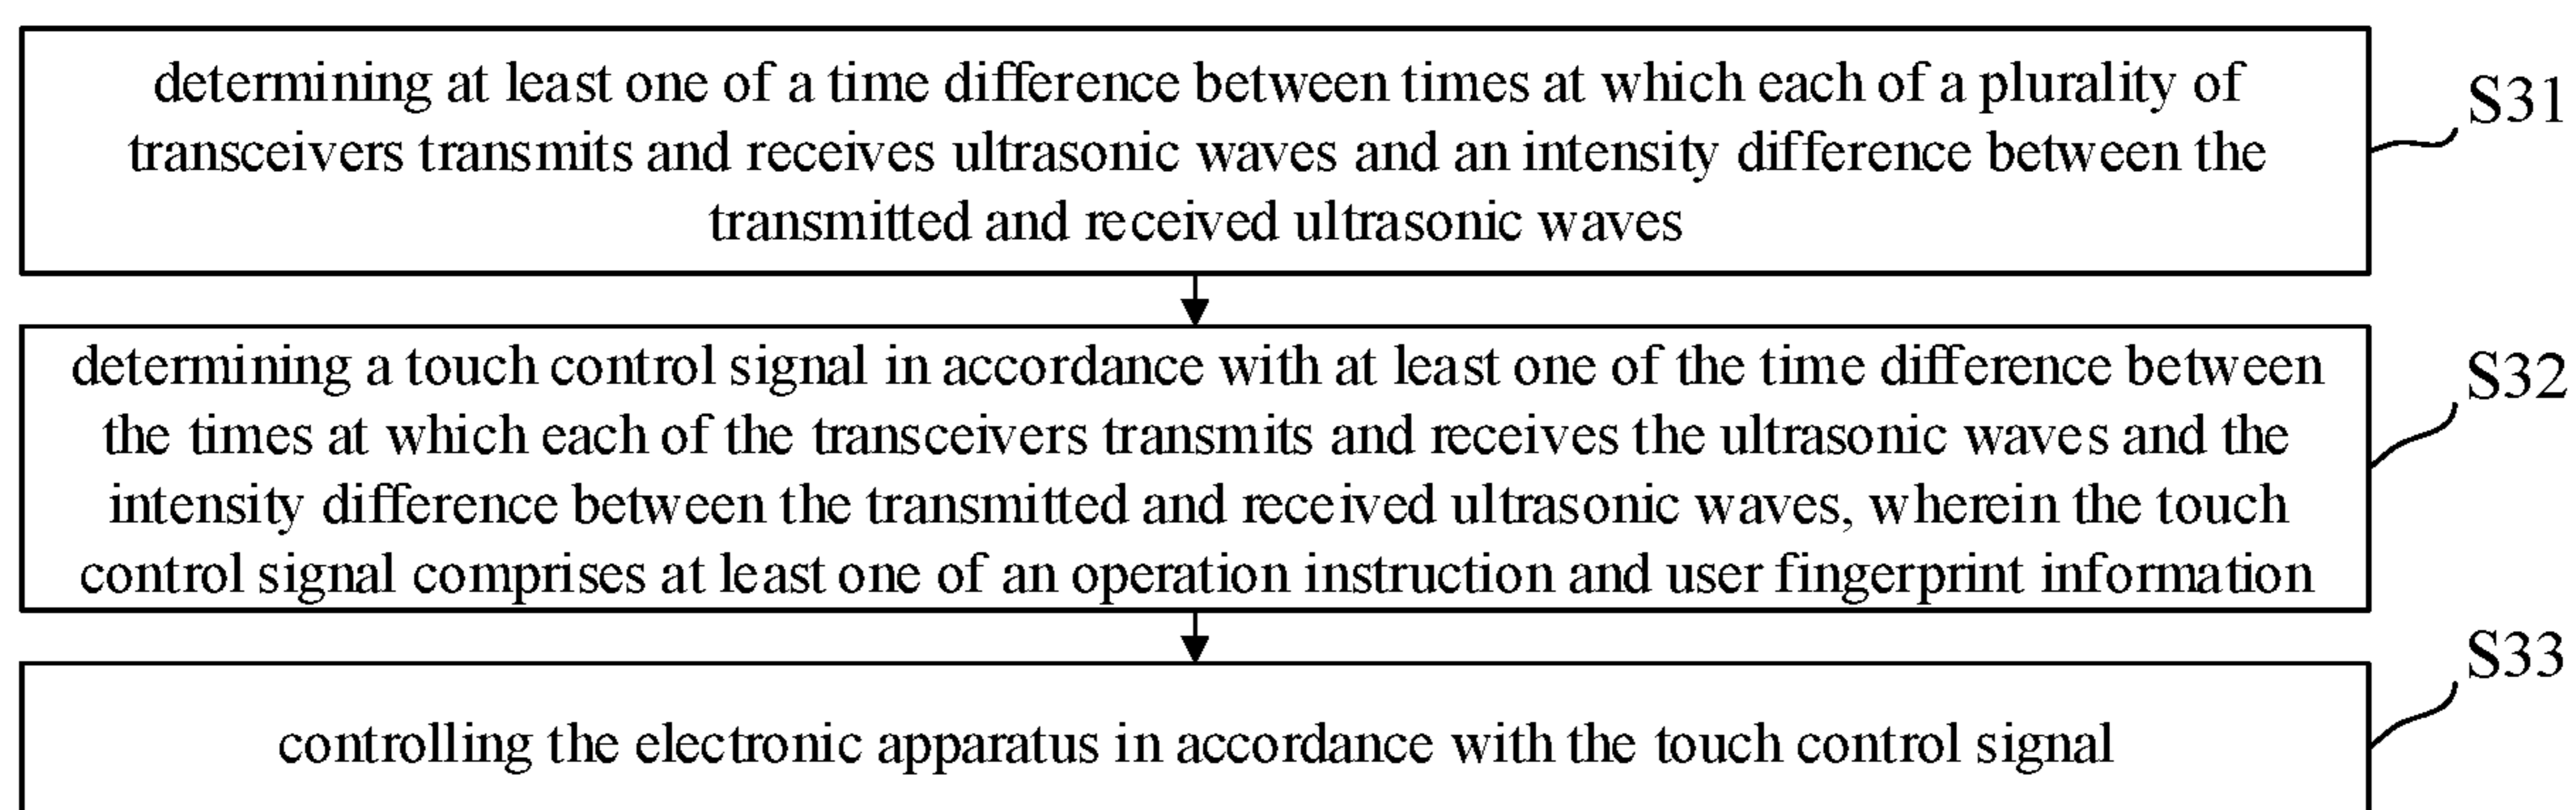 determining at least one of a time difference between times at which each of a plurality of
transceivers transmits and receives ultrasonic waves and an intensity difference between the
transmitted and received ultrasonic waves
S31
determining a touch control signal in accordance with at least one of the time difference between
the times at which each of the transceivers transmits and receives the ultrasonic waves and the
intensity difference between the transmitted and received ultrasonic waves, wherein the touch
control signal comprises at least one of an operation instruction and user fingerprint information
S32
controlling the electronic apparatus in accordance with the touch control signal
S33